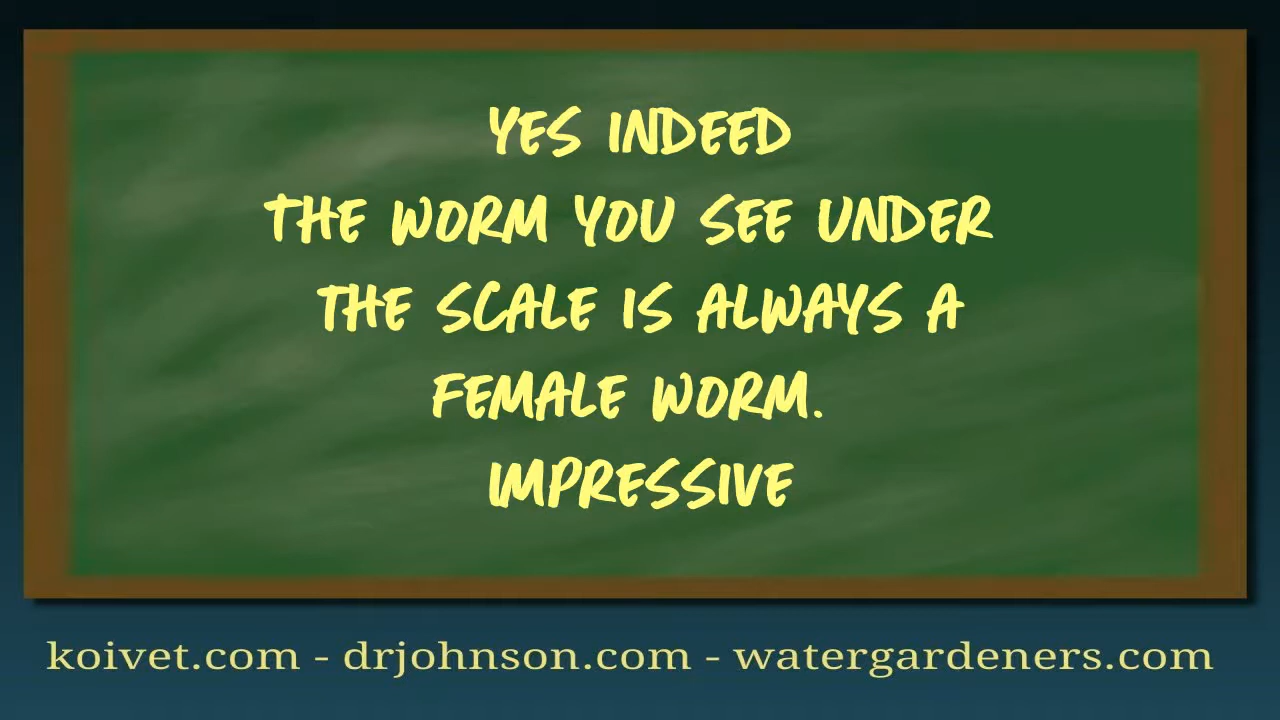 YES INDEED
THE WORM YOU SEE UNDER
THE SCALE IS ALWAYS A
FEMALE WORM.
IMPRESSIVE
koivet.com - drjohnson.com - watergardeners.com